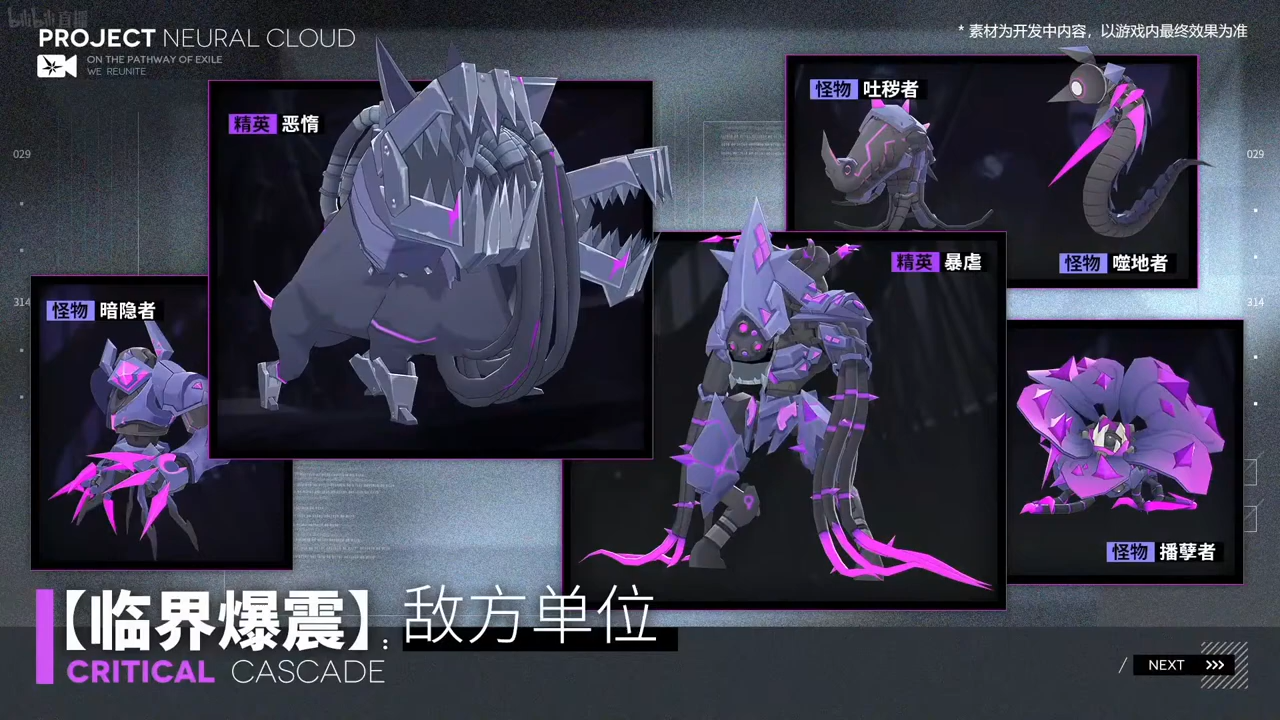 bilibili直播
PROJECT NEURAL CLOUD
ON THE PATHWAY OF EXILE
WE REUNITE
* 素材为开发中内容，以游戏内最终效果为准
怪物 吐秽者
精英 恶惰
029
029
精英 暴虐
怪物 噬地者
314
314
怪物 暗隐者
怪物 播孽者
【临界爆震】: 敌方单位
CRITICAL CASCADE
/ NEXT >>>